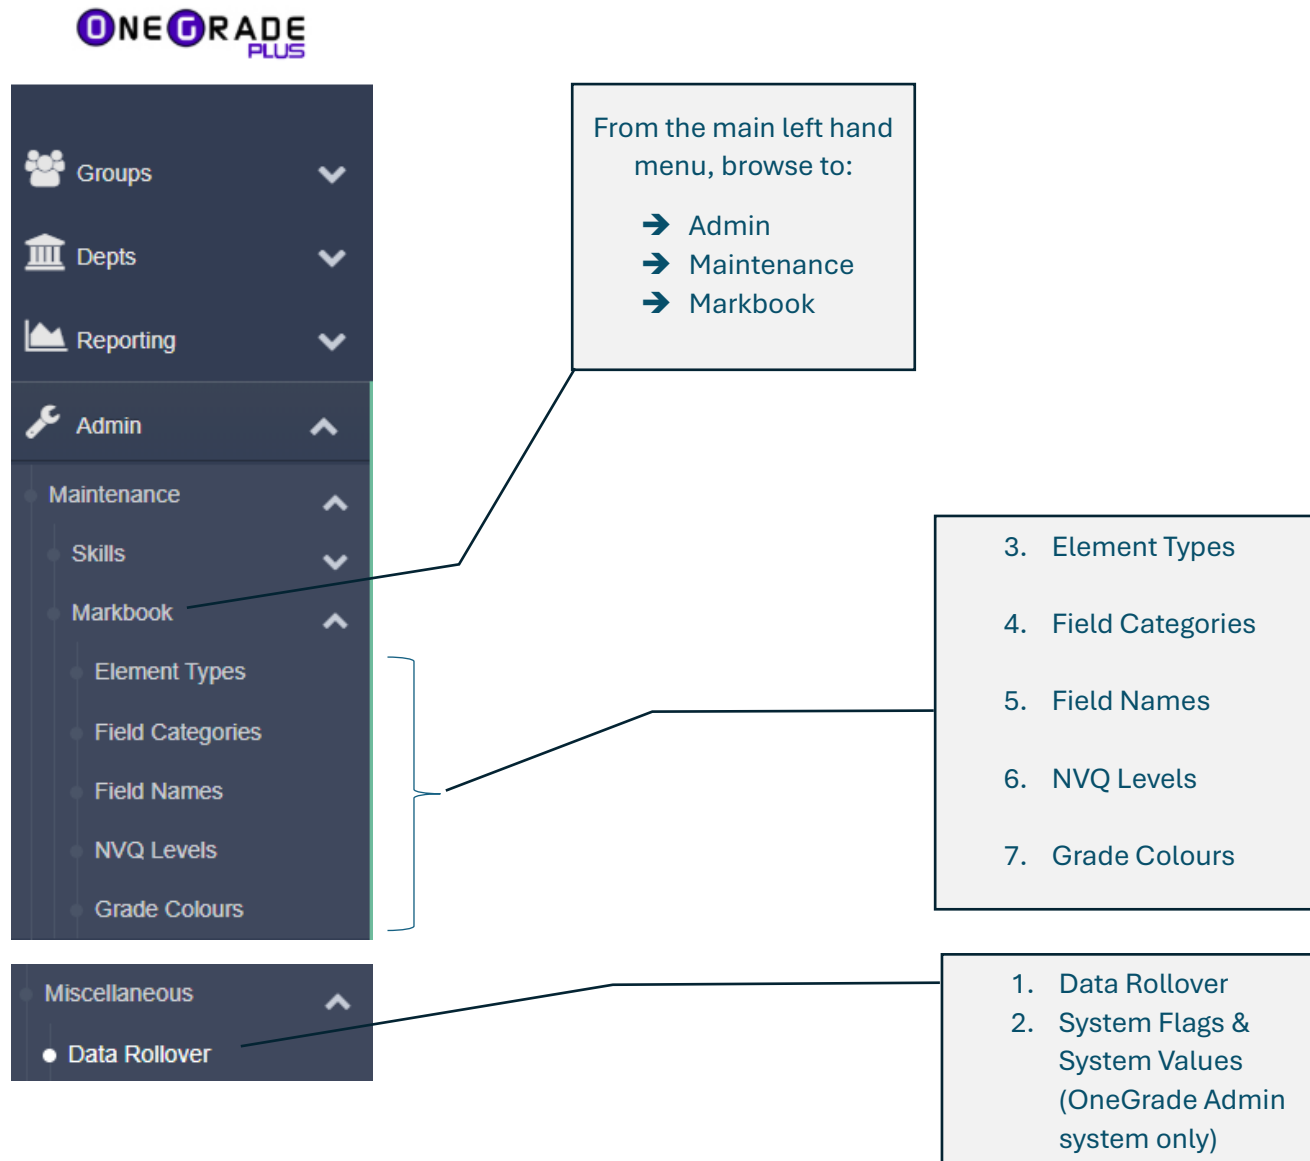 ONEGRADE
PLUS
Groups
Depts
Reporting
Admin
Maintenance
Skills
Markbook
Element Types
Field Categories
Field Names
NVQ Levels
Grade Colours
Miscellaneous
Data Rollover
From the main left hand
menu, browse to:
➔ Admin
➔ Maintenance
➔ Markbook
3. Element Types
4. Field Categories
5. Field Names
6. NVQ Levels
7. Grade Colours
1. Data Rollover
2. System Flags &
System Values
(OneGrade Admin
system only)